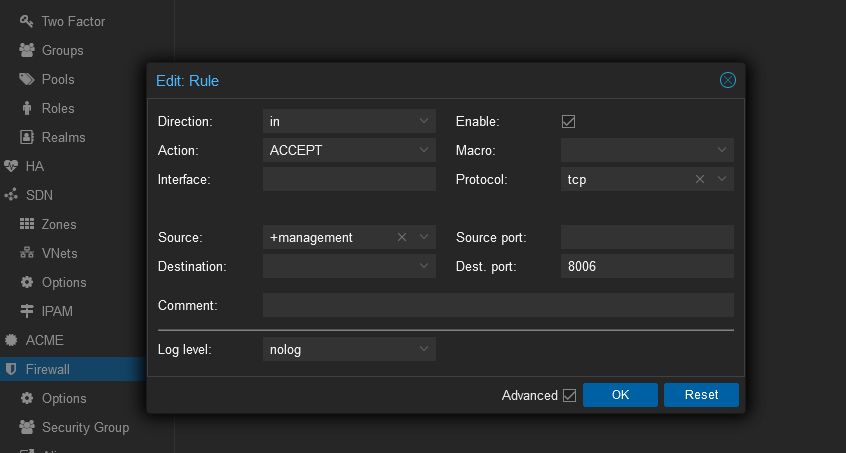 Two Factor
Groups
Pools
Roles
Realms
HA
SDN
Zones
VNets
Options
IPAM
ACME
Firewall
Options
Security Group
Edit: Rule
Direction: in Enable:
Action: ACCEPT Macro:
Interface: Protocol: tcp
Source: +management Source port:
Destination: Dest. port: 8006
Comment:
Log level: nolog
Advanced OK Reset